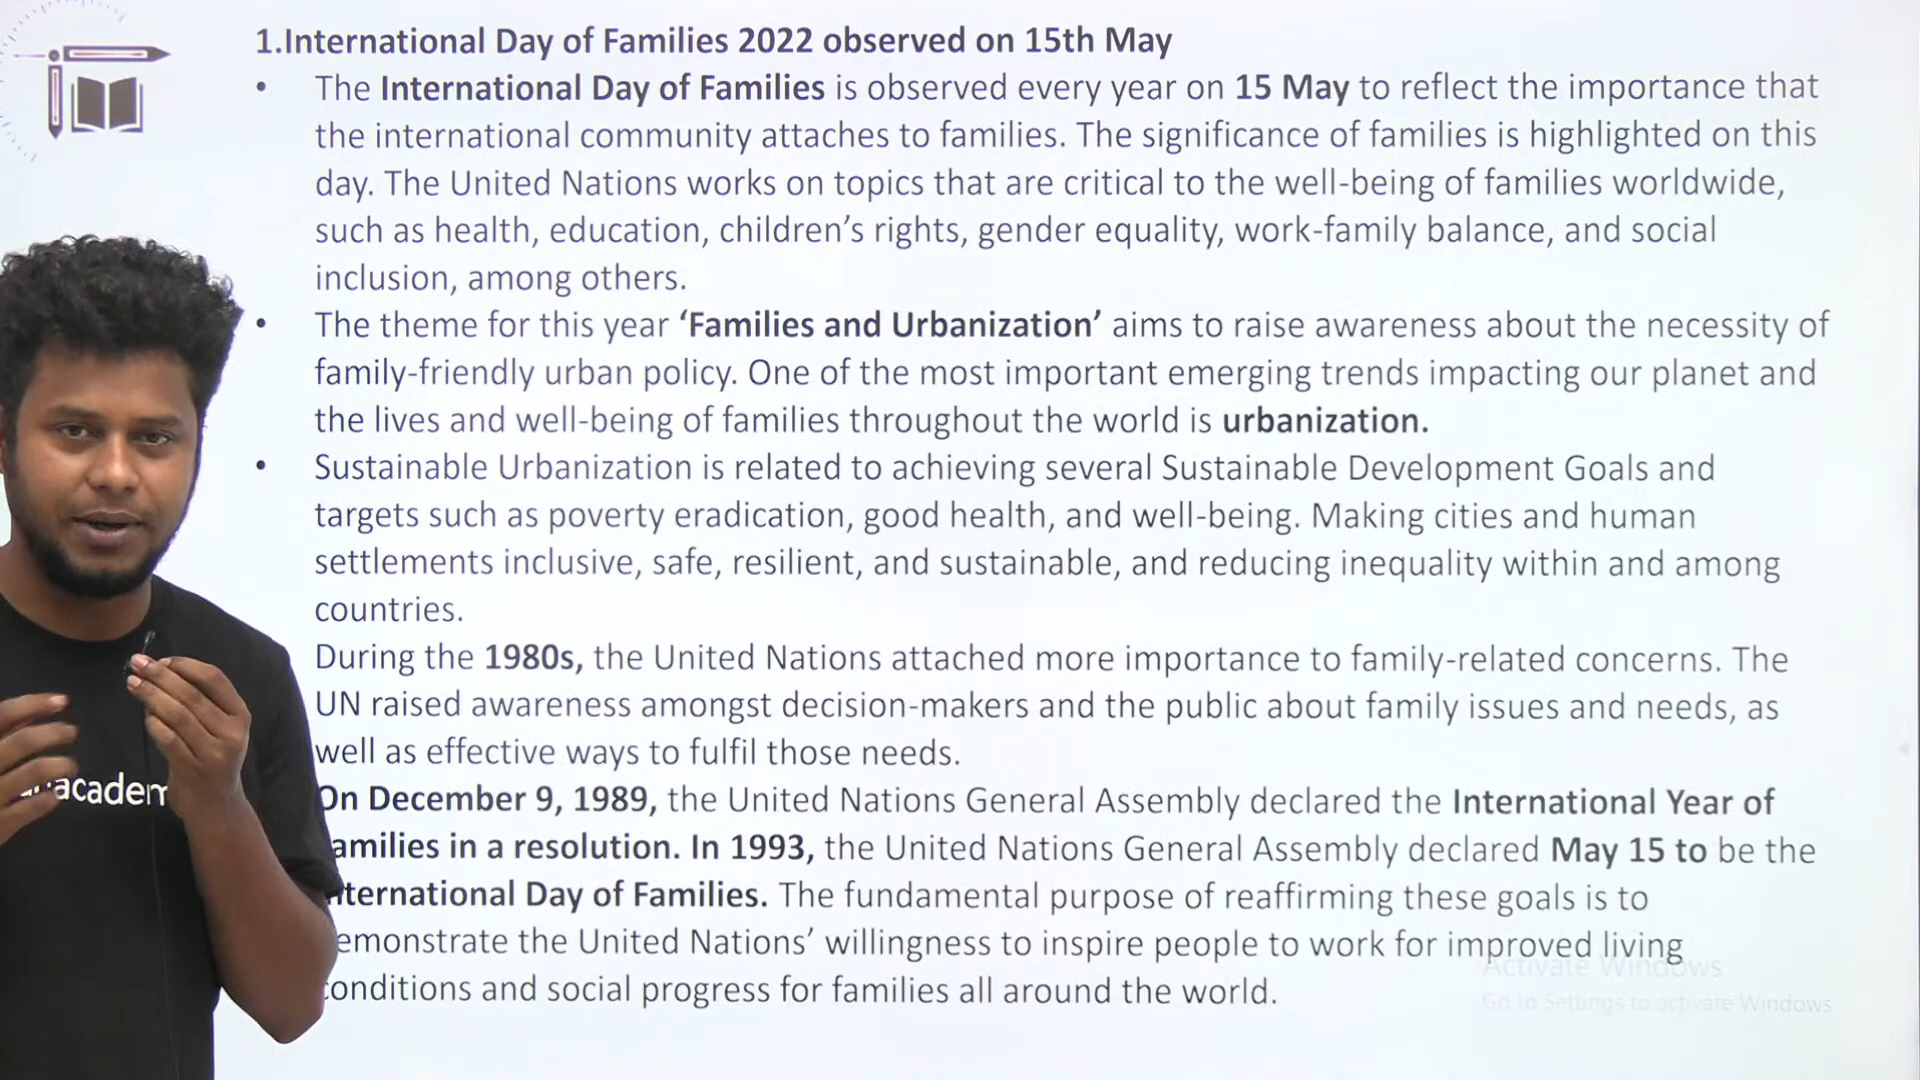 1.International Day of Families 2022 observed on 15th May
• The International Day of Families is observed every year on 15 May to reflect the importance that
the international community attaches to families. The significance of families is highlighted on this
day. The United Nations works on topics that are critical to the well-being of families worldwide,
such as health, education, children’s rights, gender equality, work-family balance, and social
inclusion, among others.
• The theme for this year ‘Families and Urbanization’ aims to raise awareness about the necessity of
family-friendly urban policy. One of the most important emerging trends impacting our planet and
the lives and well-being of families throughout the world is urbanization.
• Sustainable Urbanization is related to achieving several Sustainable Development Goals and
targets such as poverty eradication, good health, and well-being. Making cities and human
settlements inclusive, safe, resilient, and sustainable, and reducing inequality within and among
countries.
During the 1980s, the United Nations attached more importance to family-related concerns. The
UN raised awareness amongst decision-makers and the public about family issues and needs, as
well as effective ways to fulfil those needs.
On December 9, 1989, the United Nations General Assembly declared the International Year of
amilies in a resolution. In 1993, the United Nations General Assembly declared May 15 to be the
nternational Day of Families. The fundamental purpose of reaffirming these goals is to
emonstrate the United Nations’ willingness to inspire people to work for improved living
conditions and social progress for families all around the world.
academ
Activate Windows
Go to Settings to activate Windows